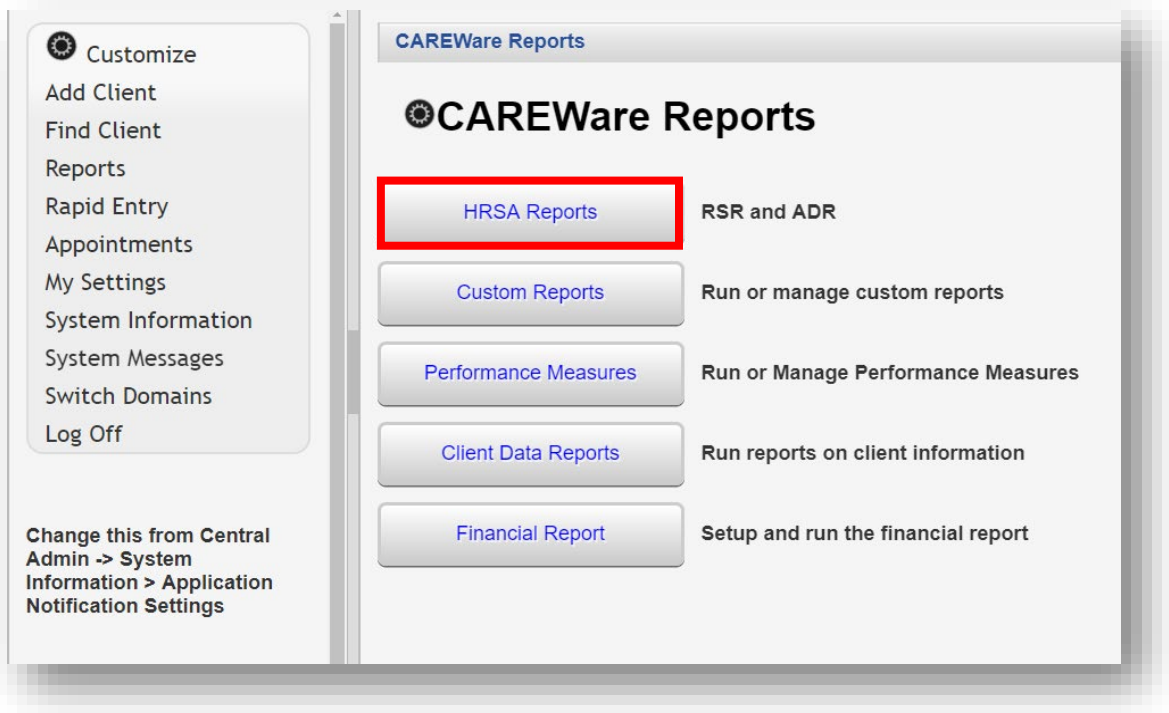 Customize
Add Client
Find Client
Reports
Rapid Entry
Appointments
My Settings
System Information
System Messages
Switch Domains
Log Off
Change this from Central
Admin -> System
Information > Application
Notification Settings
CAREWare Reports
CAREWare Reports
HRSA Reports RSR and ADR
Custom Reports Run or manage custom reports
Performance Measures Run or Manage Performance Measures
Client Data Reports Run reports on client information
Financial Report Setup and run the financial report